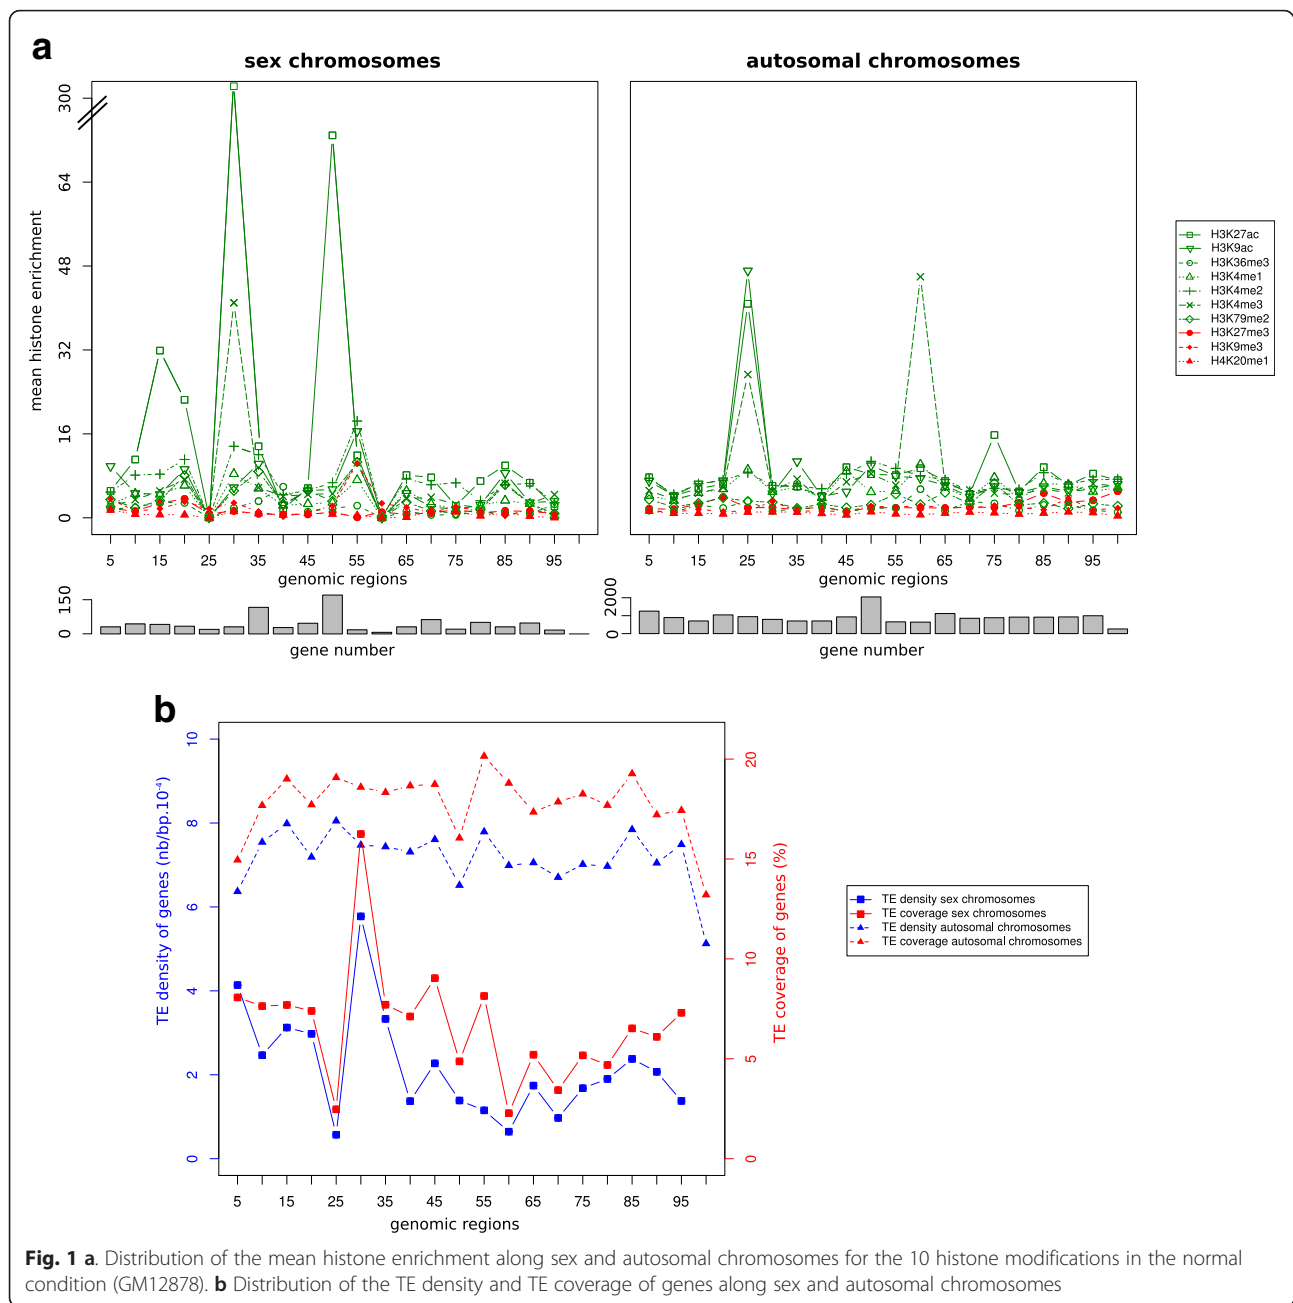 a
sex chromosomes
autosomal chromosomes
mean histone enrichment
300
64
48
32
16
0
5 15 25 35 45 55 65 75 85 95
genomic regions
5 15 25 35 45 55 65 75 85 95
genomic regions
H3K27ac
H3K9ac
H3K36me3
H3K4me1
H3K4me2
H3K4me3
H3K79me2
H3K27me3
H3K9me3
H4K20me1
150
0
gene number
2000
0
gene number
b
TE density of genes (nb/bp.10⁻⁴)
10
8
6
4
2
0
20
15
10
5
0
TE coverage of genes (%)
5 15 25 35 45 55 65 75 85 95
genomic regions
TE density sex chromosomes
TE coverage sex chromosomes
TE density autosomal chromosomes
TE coverage autosomal chromosomes
Fig. 1 a. Distribution of the mean histone enrichment along sex and autosomal chromosomes for the 10 histone modifications in the normal
condition (GM12878). b Distribution of the TE density and TE coverage of genes along sex and autosomal chromosomes